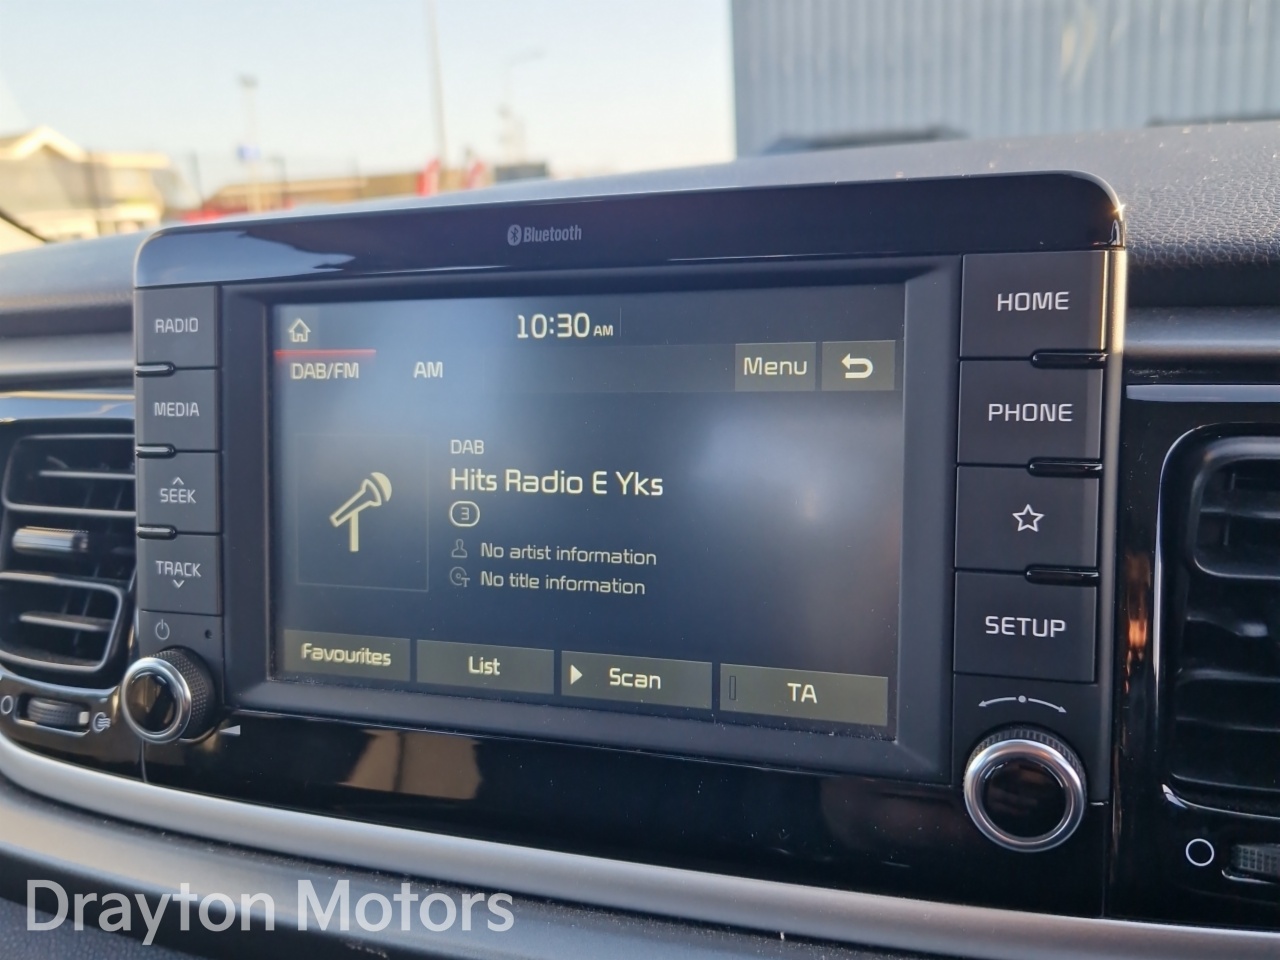 Bluetooth
RADIO
MEDIA
SEEK
TRACK
10:30 AM
DAB/FM
AM
Menu
DAB
Hits Radio E Yks
3
No artist information
No title information
Favourites
List
Scan
TA
HOME
PHONE
SETUP
Drayton Motors